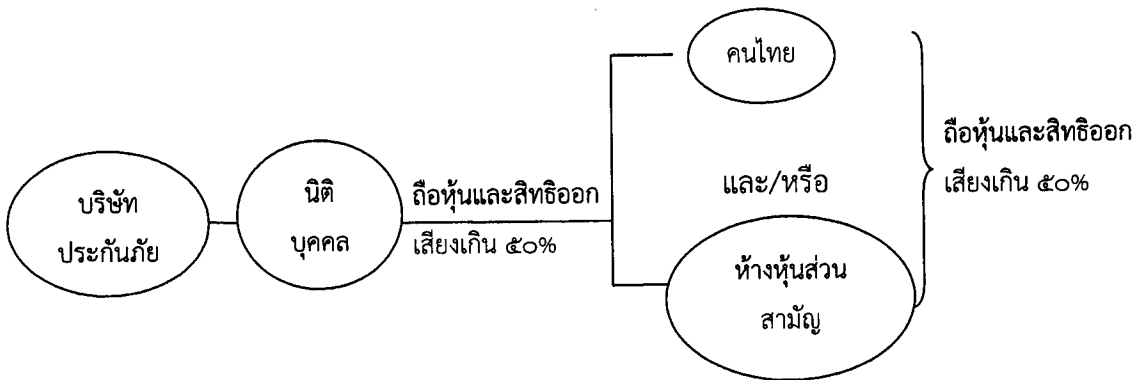 บริษัท
ประกันภัย
นิติ
บุคคล
ถือหุ้นและสิทธิออก
เสียงเกิน ๕๐%
คนไทย
และ/หรือ
ห้างหุ้นส่วน
สามัญ
ถือหุ้นและสิทธิออก
เสียงเกิน ๕๐%